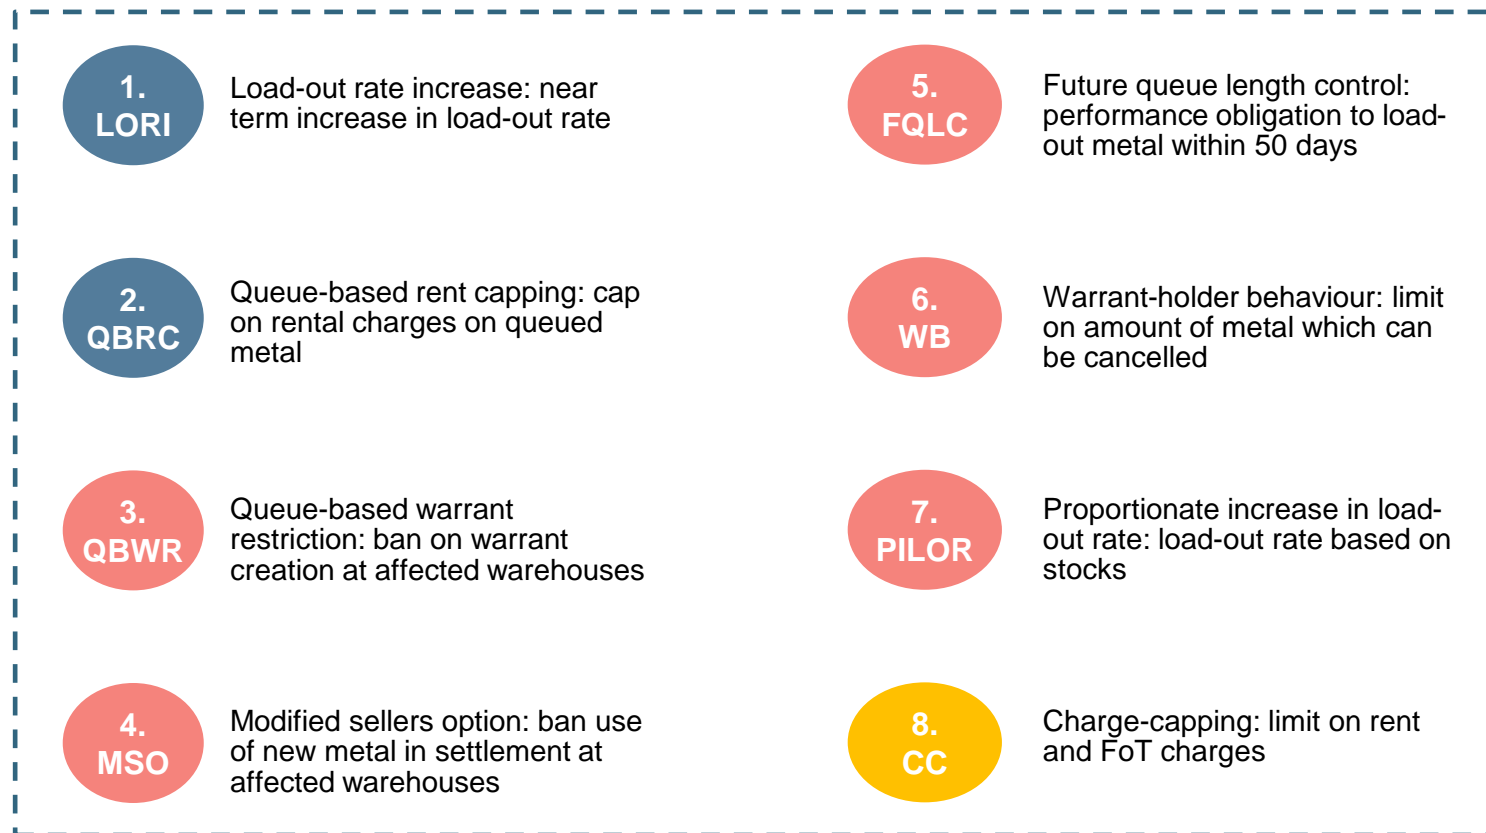 1.
LORI
Load-out rate increase: near
term increase in load-out rate
2.
QBRC
Queue-based rent capping: cap
on rental charges on queued
metal
3.
QBWR
Queue-based warrant
restriction: ban on warrant
creation at affected warehouses
4.
MSO
Modified sellers option: ban use
of new metal in settlement at
affected warehouses
5.
FQLC
Future queue length control:
performance obligation to load-
out metal within 50 days
6.
WB
Warrant-holder behaviour: limit
on amount of metal which can
be cancelled
7.
PILOR
Proportionate increase in load-
out rate: load-out rate based on
stocks
8.
CC
Charge-capping: limit on rent
and FoT charges